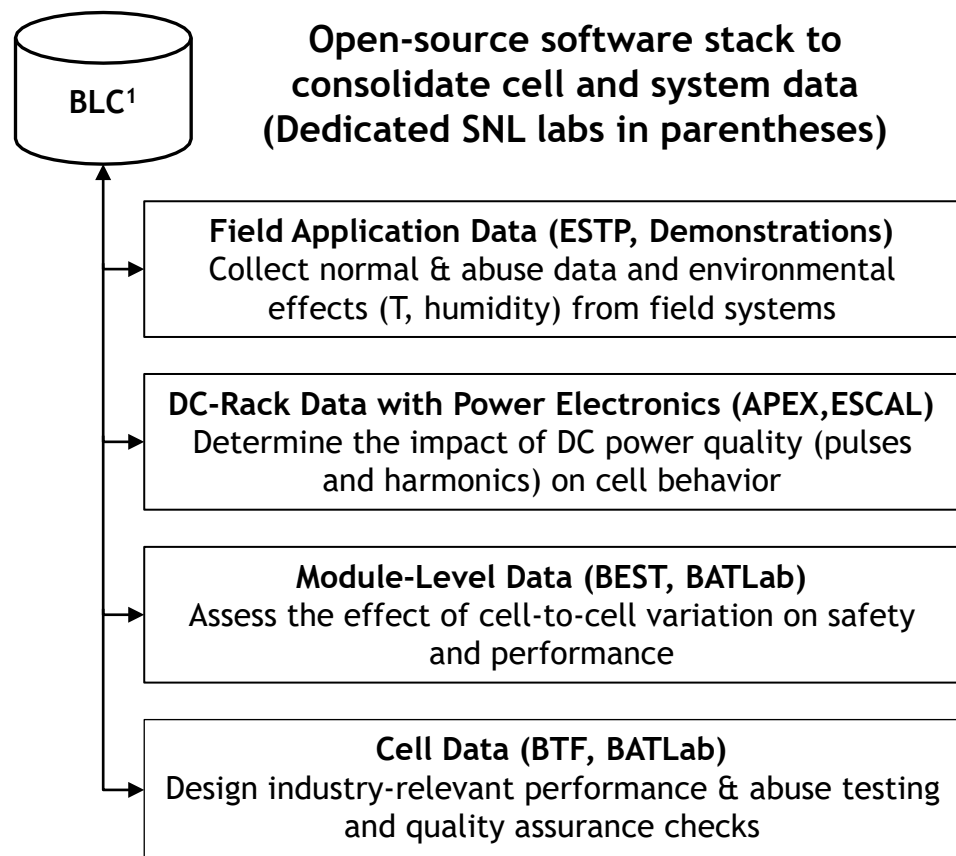 BLC¹
Open-source software stack to
consolidate cell and system data
(Dedicated SNL labs in parentheses)
Field Application Data (ESTP, Demonstrations)
Collect normal & abuse data and environmental
effects (T, humidity) from field systems
DC-Rack Data with Power Electronics (APEX,ESCAL)
Determine the impact of DC power quality (pulses
and harmonics) on cell behavior
Module-Level Data (BEST, BATLab)
Assess the effect of cell-to-cell variation on safety
and performance
Cell Data (BTF, BATLab)
Design industry-relevant performance & abuse testing
and quality assurance checks